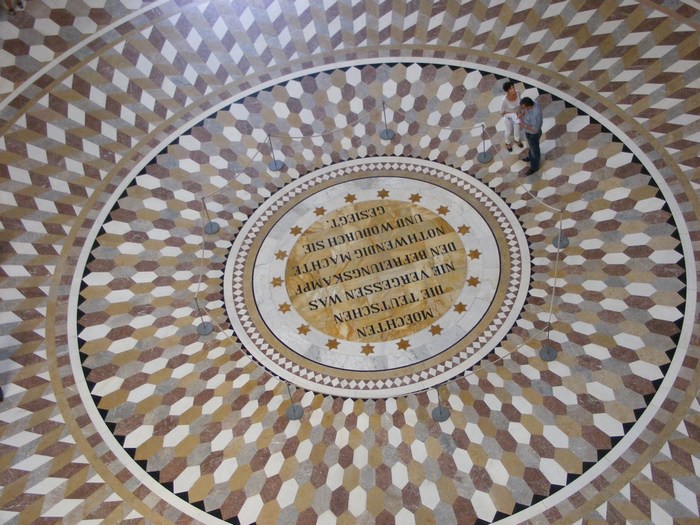 MOECHTEN
DIE TEUTSCHEN
NIE VERGESSEN WAS
DEN BEFREIUNGSKAMPF
NOTHWENDIG MACHTE
UND WODURCH SIE
GESIEGT.